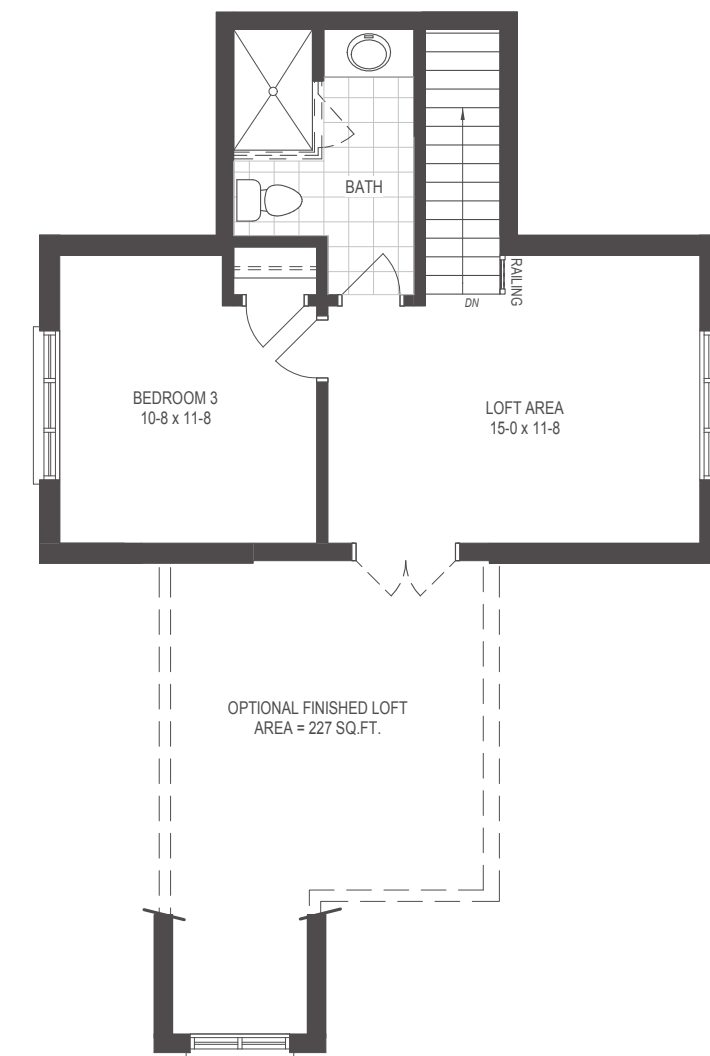 BATH
RAILING
DN
BEDROOM 3
10-8 x 11-8
LOFT AREA
15-0 x 11-8
OPTIONAL FINISHED LOFT
AREA = 227 SQ.FT.